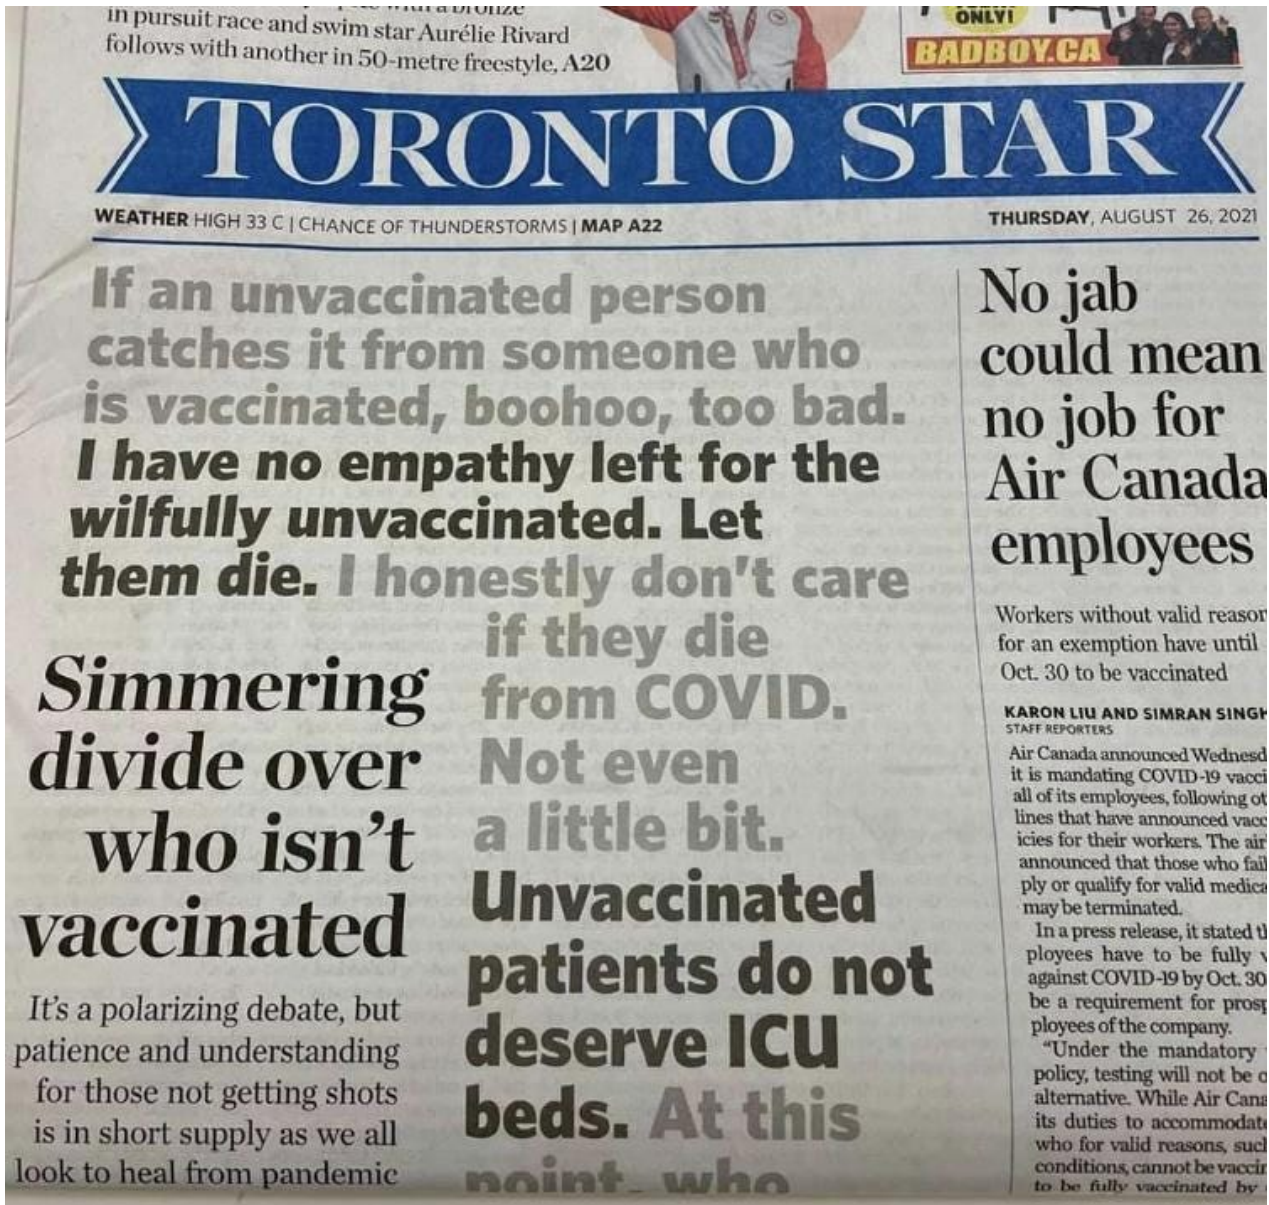 in pursuit race and swim star Aurélie Rivard
follows with another in 50-metre freestyle, A20
ONLY!
BADBOY.CA
TORONTO STAR
WEATHER HIGH 33 C | CHANCE OF THUNDERSTORMS | MAP A22
THURSDAY, AUGUST 26, 2021
If an unvaccinated person
catches it from someone who
is vaccinated, boohoo, too bad.
I have no empathy left for the
wilfully unvaccinated. Let
them die. I honestly don't care
if they die
from COVID.
Not even
a little bit.
Unvaccinated
patients do not
deserve ICU
beds. At this
point, who
Simmering
divide over
who isn't
vaccinated
It's a polarizing debate, but
patience and understanding
for those not getting shots
is in short supply as we all
look to heal from pandemic
No jab
could mean
no job for
Air Canada
employees
Workers without valid reason
for an exemption have until
Oct. 30 to be vaccinated
KARON LIU AND SIMRAN SINGH
STAFF REPORTERS
Air Canada announced Wednesd
it is mandating COVID-19 vacci
all of its employees, following ot
lines that have announced vacc
icies for their workers. The air
announced that those who fail
ply or qualify for valid medica
may be terminated.
In a press release, it stated th
ployees have to be fully v
against COVID-19 by Oct. 30
be a requirement for prosp
ployees of the company.
"Under the mandatory
policy, testing will not be o
alternative. While Air Cana
its duties to accommodate
who for valid reasons, such
conditions, cannot be vaccin
to be fully vaccinated by